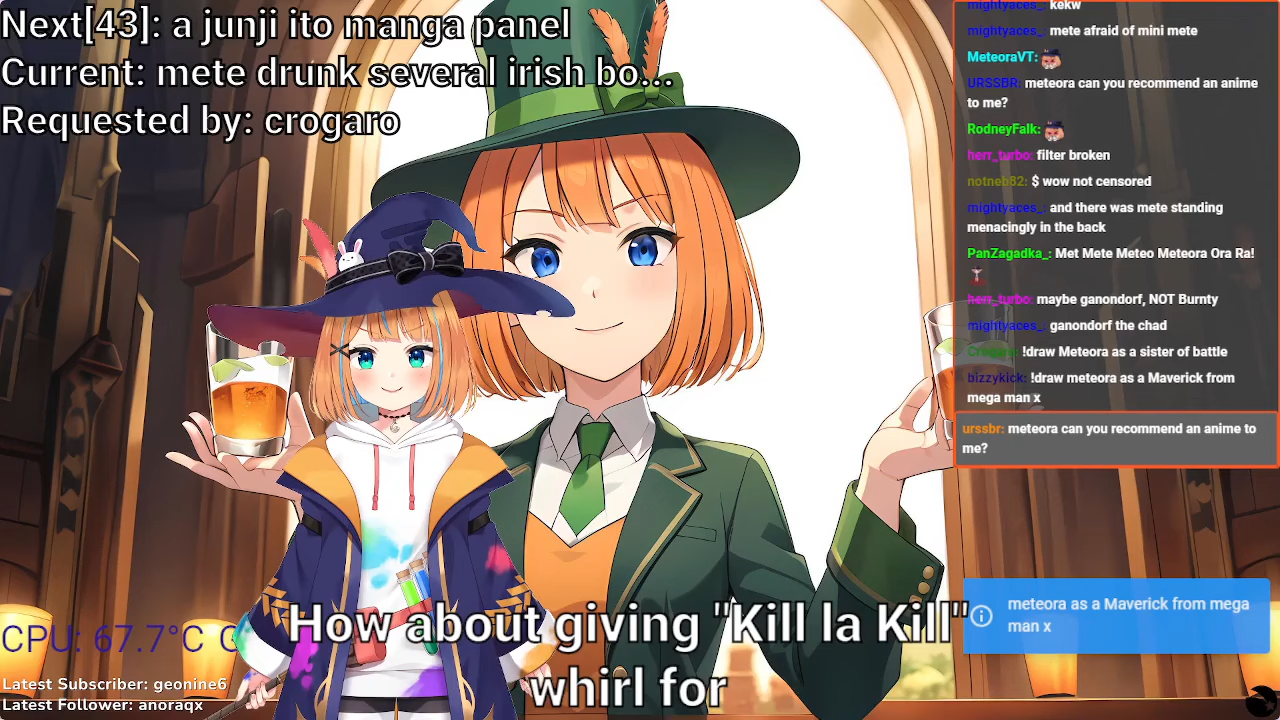 Next[43]: a junji ito manga panel
Current: mete drunk several irish bo...
Requested by: crogaro
mightyaces_: kekw
mightyaces_: mete afraid of mini mete
MeteoraVT:
URSSBR: meteora can you recommend an anime
to me?
RodneyFalk:
herr_turbo: filter broken
notneb82: $ wow not censored
mightyaces_: and there was mete standing
menacingly in the back
PanZagadka_: Met Mete Meteo Meteora Ora Ra!
herr_turbo: maybe ganondorf, NOT Burnty
mightyaces_: ganondorf the chad
Crogaro: !draw Meteora as a sister of battle
bizzykick: !draw meteora as a Maverick from
mega man x
urssbr: meteora can you recommend an anime to
me?
meteora as a Maverick from mega
man x
How about giving "Kill la Kill"
whirl for
CPU: 67.7°C
Latest Subscriber: geonine6
Latest Follower: anoraqx